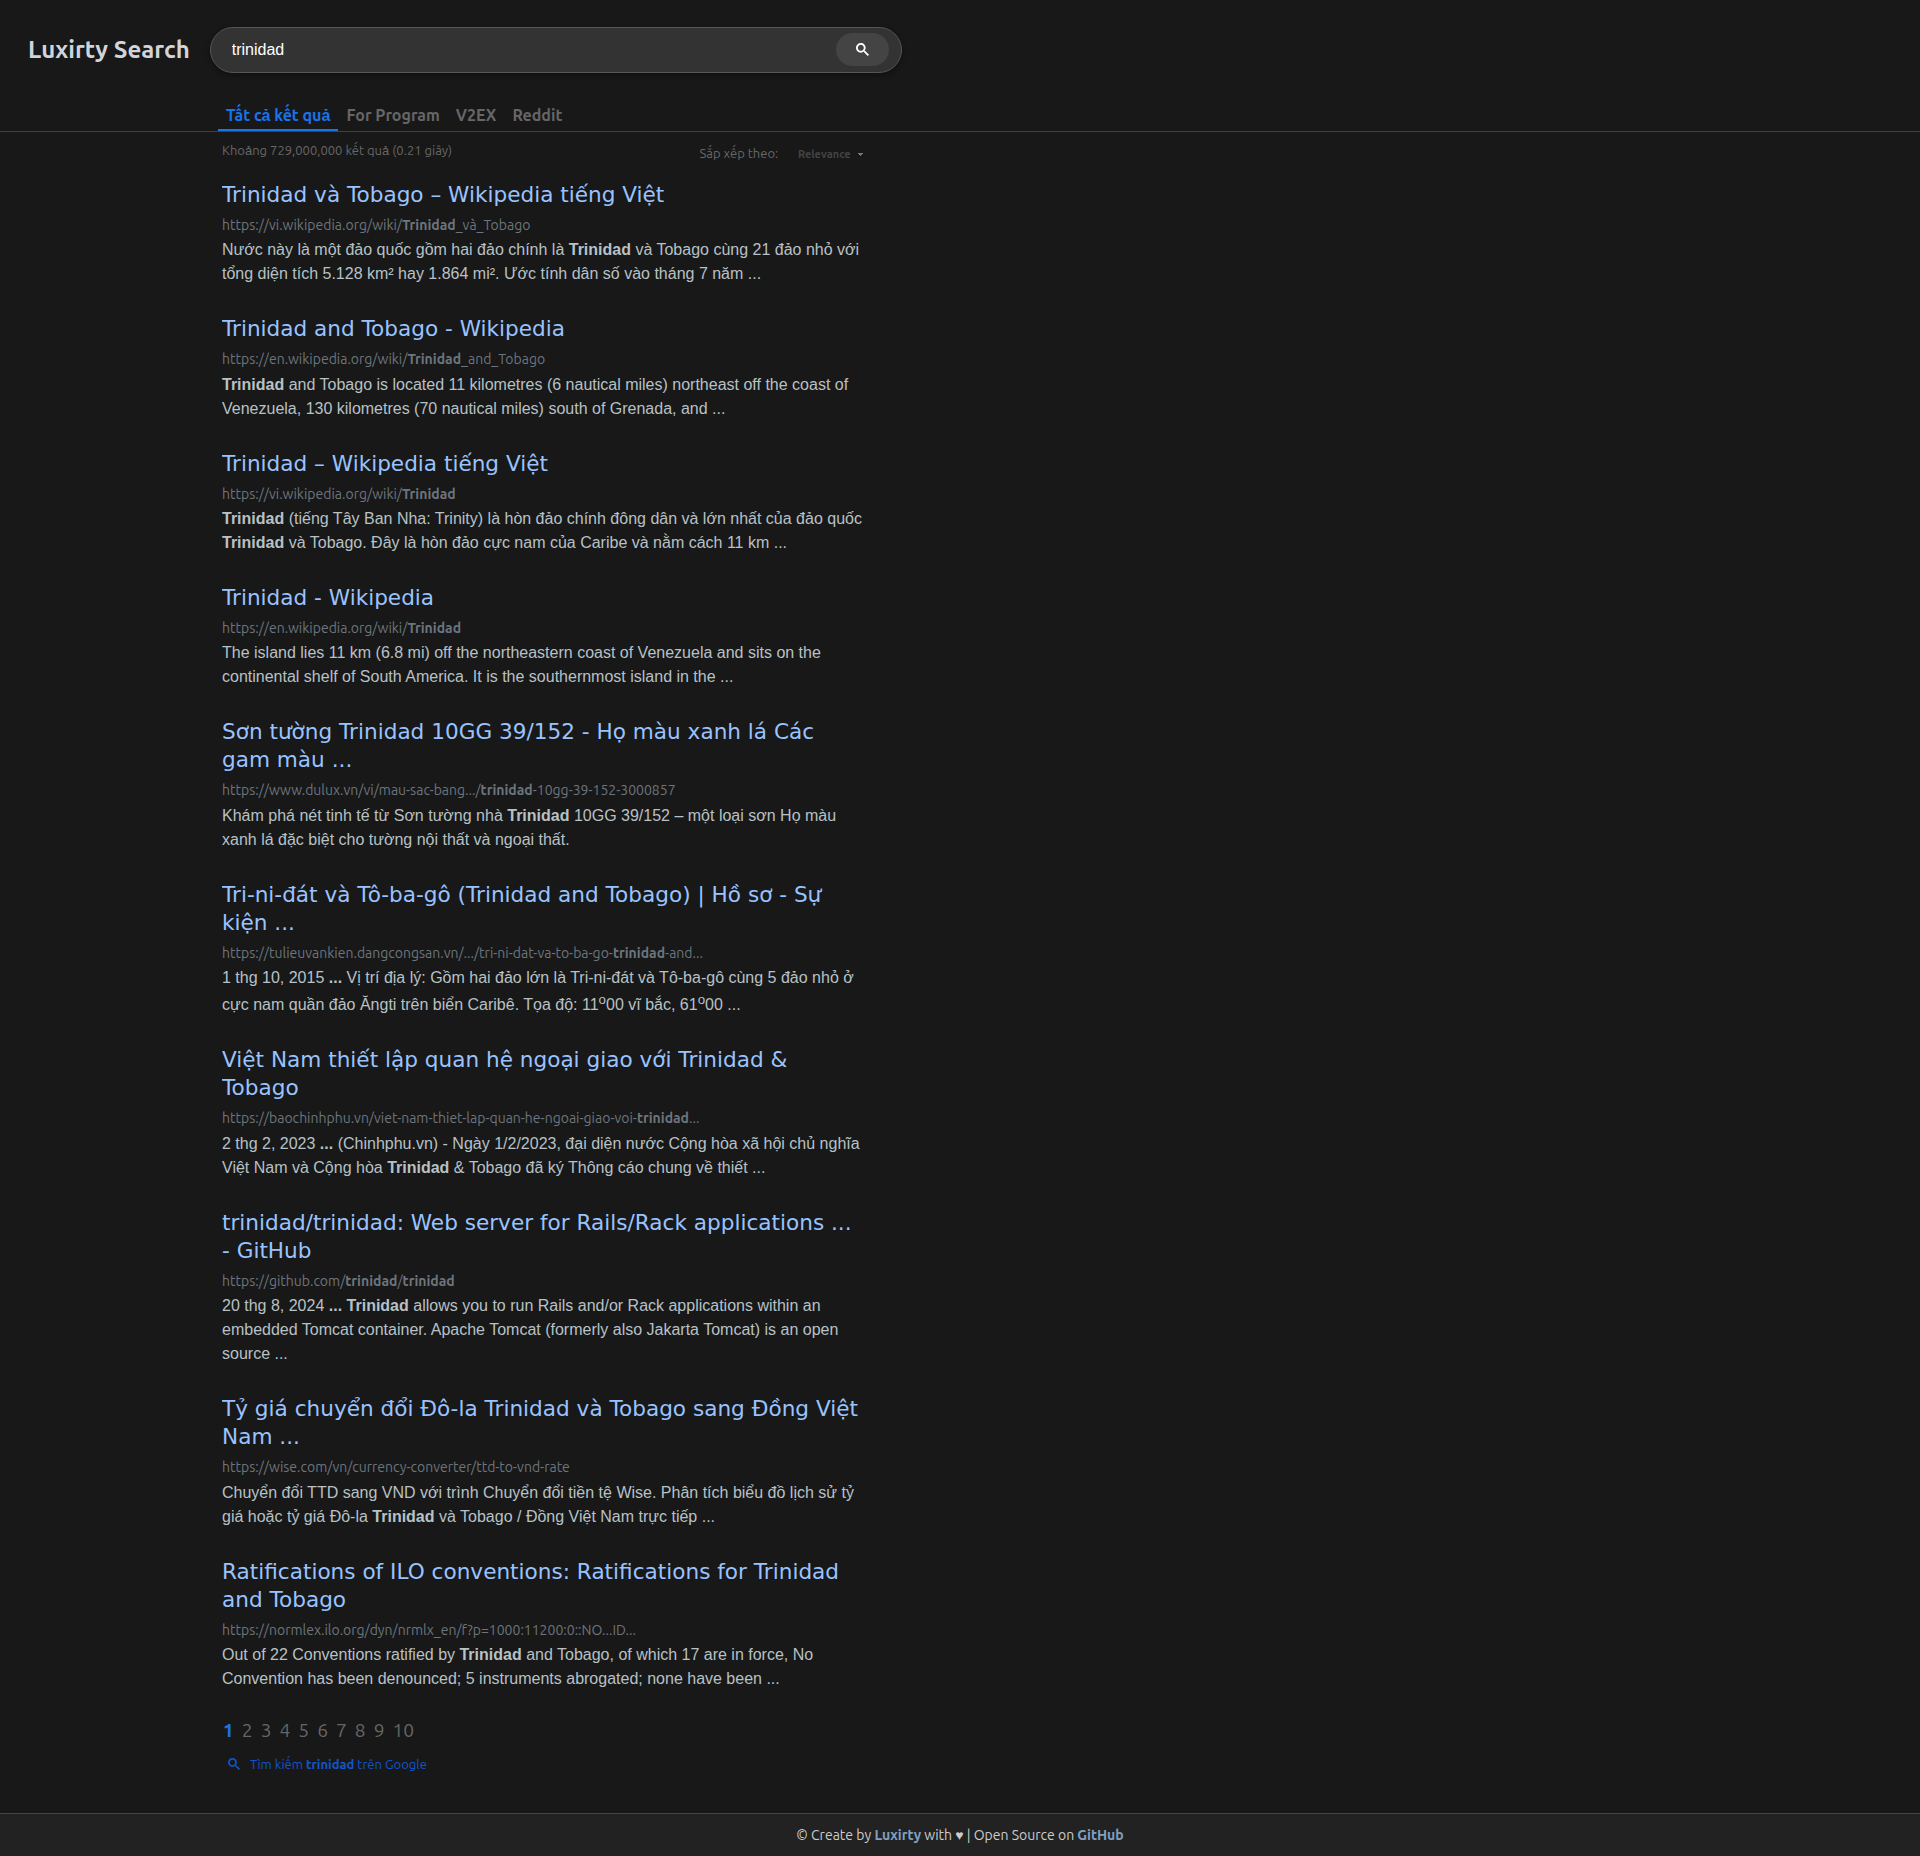 Luxirty Search
trinidad
Tất cả kết quả For Program V2EX Reddit
Khoảng 729,000,000 kết quả (0.21 giây)
Sắp xếp theo: Relevance
Trinidad và Tobago – Wikipedia tiếng Việt
https://vi.wikipedia.org/wiki/Trinidad_và_Tobago
Nước này là một đảo quốc gồm hai đảo chính là Trinidad và Tobago cùng 21 đảo nhỏ với
tổng diện tích 5.128 km² hay 1.864 mi². Ước tính dân số vào tháng 7 năm ...
Trinidad and Tobago - Wikipedia
https://en.wikipedia.org/wiki/Trinidad_and_Tobago
Trinidad and Tobago is located 11 kilometres (6 nautical miles) northeast off the coast of
Venezuela, 130 kilometres (70 nautical miles) south of Grenada, and ...
Trinidad – Wikipedia tiếng Việt
https://vi.wikipedia.org/wiki/Trinidad
Trinidad (tiếng Tây Ban Nha: Trinity) là hòn đảo chính đông dân và lớn nhất của đảo quốc
Trinidad và Tobago. Đây là hòn đảo cực nam của Caribe và nằm cách 11 km ...
Trinidad - Wikipedia
https://en.wikipedia.org/wiki/Trinidad
The island lies 11 km (6.8 mi) off the northeastern coast of Venezuela and sits on the
continental shelf of South America. It is the southernmost island in the ...
Sơn tường Trinidad 10GG 39/152 - Họ màu xanh lá Các
gam màu ...
https://www.dulux.vn/vi/mau-sac-bang.../trinidad-10gg-39-152-3000857
Khám phá nét tinh tế từ Sơn tường nhà Trinidad 10GG 39/152 – một loại sơn Họ màu
xanh lá đặc biệt cho tường nội thất và ngoại thất.
Tri-ni-đát và Tô-ba-gô (Trinidad and Tobago) | Hồ sơ - Sự
kiện ...
https://tulieuvankien.dangcongsan.vn/.../tri-ni-dat-va-to-ba-go-trinidad-and...
1 thg 10, 2015 ... Vị trí địa lý: Gồm hai đảo lớn là Tri-ni-đát và Tô-ba-gô cùng 5 đảo nhỏ ở
cực nam quần đảo Ăngti trên biển Caribê. Tọa độ: 11⁰00 vĩ bắc, 61⁰00 ...
Việt Nam thiết lập quan hệ ngoại giao với Trinidad &
Tobago
https://baochinhphu.vn/viet-nam-thiet-lap-quan-he-ngoai-giao-voi-trinidad...
2 thg 2, 2023 ... (Chinhphu.vn) - Ngày 1/2/2023, đại diện nước Cộng hòa xã hội chủ nghĩa
Việt Nam và Cộng hòa Trinidad & Tobago đã ký Thông cáo chung về thiết ...
trinidad/trinidad: Web server for Rails/Rack applications ...
- GitHub
https://github.com/trinidad/trinidad
20 thg 8, 2024 ... Trinidad allows you to run Rails and/or Rack applications within an
embedded Tomcat container. Apache Tomcat (formerly also Jakarta Tomcat) is an open
source ...
Tỷ giá chuyển đổi Đô-la Trinidad và Tobago sang Đồng Việt
Nam ...
https://wise.com/vn/currency-converter/ttd-to-vnd-rate
Chuyển đổi TTD sang VND với trình Chuyển đổi tiền tệ Wise. Phân tích biểu đồ lịch sử tỷ
giá hoặc tỷ giá Đô-la Trinidad và Tobago / Đồng Việt Nam trực tiếp ...
Ratifications of ILO conventions: Ratifications for Trinidad
and Tobago
https://normlex.ilo.org/dyn/nrmlx_en/f?p=1000:11200:0::NO...ID...
Out of 22 Conventions ratified by Trinidad and Tobago, of which 17 are in force, No
Convention has been denounced; 5 instruments abrogated; none have been ...
1 2 3 4 5 6 7 8 9 10
Tìm kiếm trinidad trên Google
© Create by Luxirty with ♥ | Open Source on GitHub